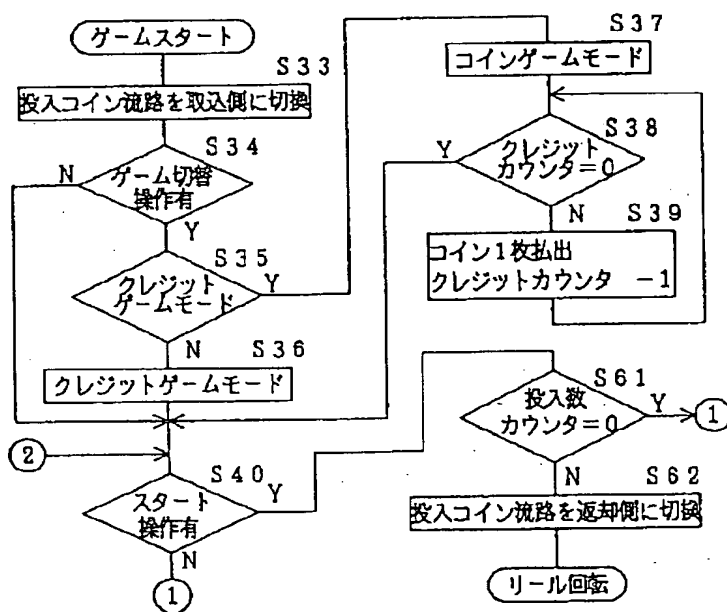 ゲームスタート
S33
投入コイン流路を取込側に切換
S34
N
ゲーム切替
操作有
Y
S35
クレジット
ゲームモード
Y
N
S36
クレジットゲームモード
②
S40
スタート
操作有
Y
N
①
S37
コインゲームモード
S38
Y
クレジット
カウンタ=0
N
S39
コイン1枚払出
クレジットカウンタ -1
S61
投入数
カウンタ=0
Y
①
N
S62
投入コイン流路を返却側に切換
リール回転